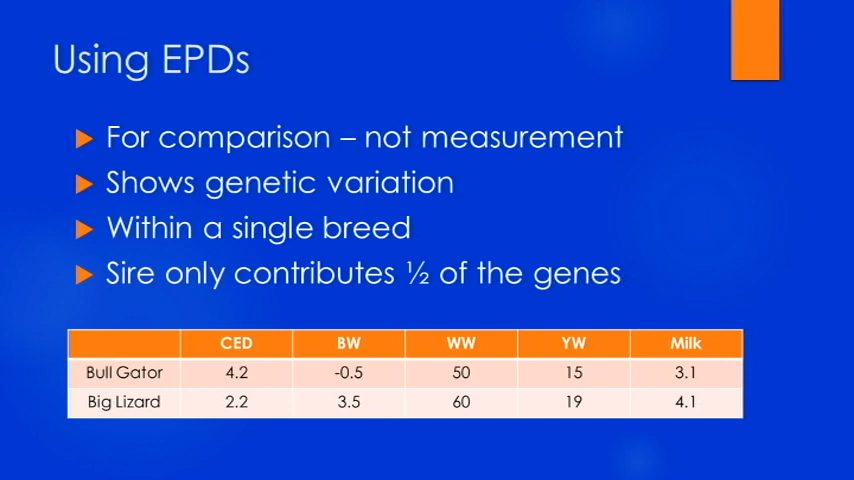 Using EPDs
For comparison – not measurement
Shows genetic variation
Within a single breed
Sire only contributes ½ of the genes
CED BW WW YW Milk
Bull Gator 4.2 -0.5 50 15 3.1
Big Lizard 2.2 3.5 60 19 4.1